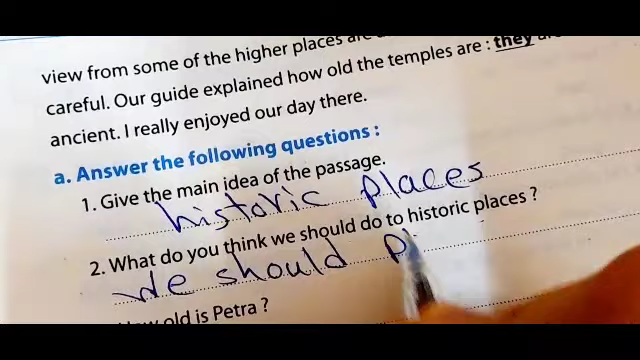 view from some of the higher places are
careful. Our guide explained how old the temples are : they are
ancient. I really enjoyed our day there.
a. Answer the following questions :
1. Give the main idea of the passage.
historic places
2. What do you think we should do to historic places ?
We should
old is Petra ?